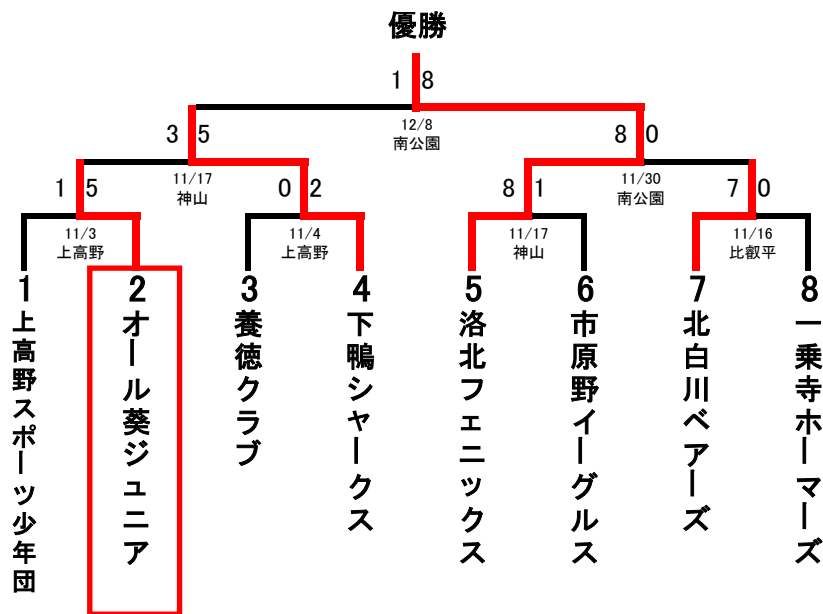 優勝
1 8
12/8
南公園
3 5
11/17
神山
8 0
11/30
南公園
1 5
11/3
上高野
0 2
11/4
上高野
8 1
11/17
神山
7 0
11/16
比叡平
1 上高野スポーツ少年団
2 オール葵ジュニア
3 養徳クラブ
4 下鴨シャークス
5 洛北フェニックス
6 市原野イーグルス
7 北白川ベアーズ
8 一乗寺ホーマーズ